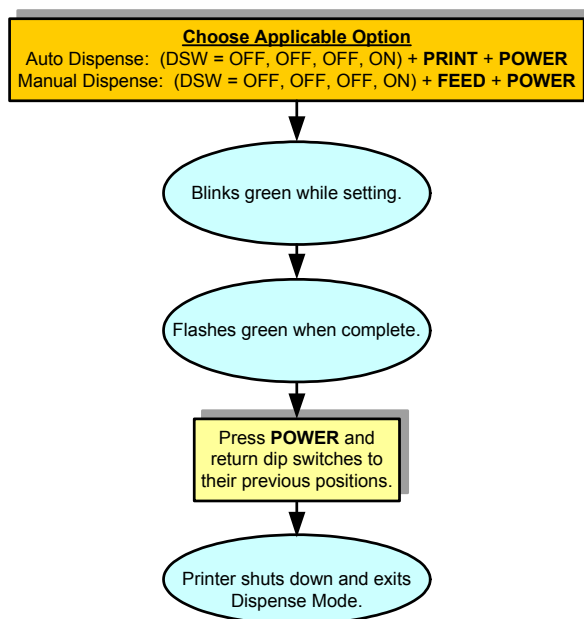 Choose Applicable Option
Auto Dispense: (DSW = OFF, OFF, OFF, ON) + PRINT + POWER
Manual Dispense: (DSW = OFF, OFF, OFF, ON) + FEED + POWER
Blinks green while setting.
Flashes green when complete.
Press POWER and
return dip switches to
their previous positions.
Printer shuts down and exits
Dispense Mode.